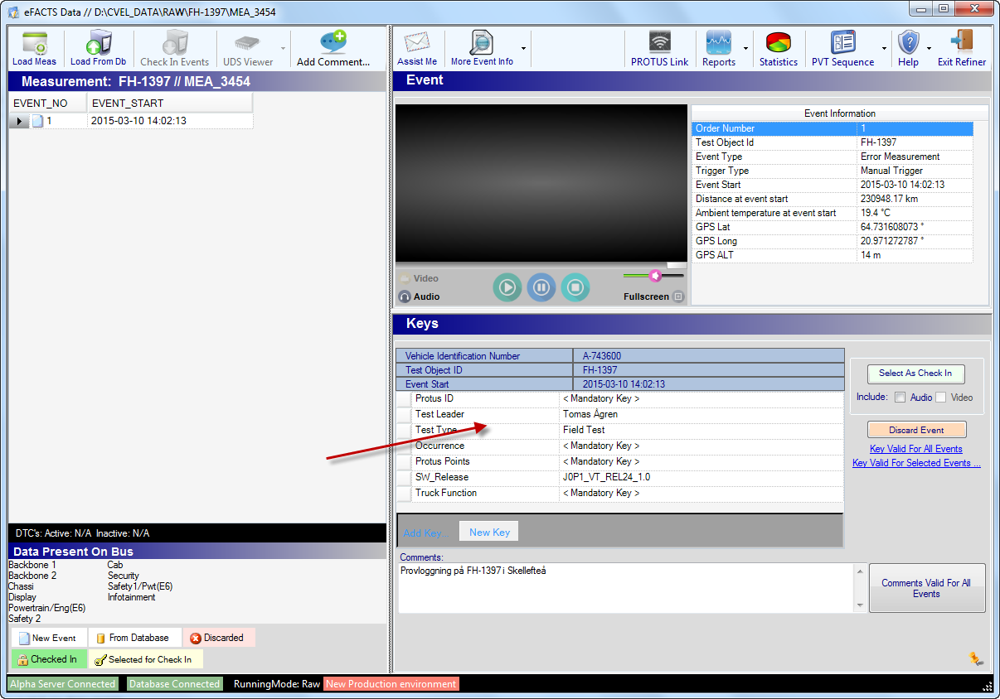 eFACTS Data // D:\CVEL_DATA\RAW\FH-1397\MEA_3454
Load Meas
Load From Db
Check In Events
UDS Viewer
Add Comment...
Assist Me
More Event Info
PROTUS Link
Reports
Statistics
PVT Sequence
Help
Exit Refiner
Measurement: FH-1397 // MEA_3454
EVENT_NO EVENT_START
1 2015-03-10 14:02:13
DTC's: Active: N/A Inactive: N/A
Data Present On Bus
Backbone 1 Cab
Backbone 2 Security
Chassi Safety1/Pwt(E6)
Display Infotainment
Powertrain/Eng(E6)
Safety 2
New Event From Database Discarded
Checked In Selected for Check In
Event
Video
Audio
Fullscreen
Event Information
Order Number 1
Test Object Id FH-1397
Event Type Error Measurement
Trigger Type Manual Trigger
Event Start 2015-03-10 14:02:13
Distance at event start 230948.17 km
Ambient temperature at event start 19.4 °C
GPS Lat 64.731608073 °
GPS Long 20.971272787 °
GPS ALT 14 m
Keys
Vehicle Identification Number A-743600
Test Object ID FH-1397
Event Start 2015-03-10 14:02:13
Protus ID < Mandatory Key >
Test Leader Tomas Ågren
Test Type Field Test
Occurrence < Mandatory Key >
Protus Points < Mandatory Key >
SW_Release J0P1_VT_REL24_1.0
Truck Function < Mandatory Key >
Add Key... New Key
Select As Check In
Include: Audio Video
Discard Event
Key Valid For All Events
Key Valid For Selected Events ...
Comments:
Provloggning på FH-1397 i Skellefteå
Comments Valid For All
Events
Alpha Server Connected Database Connected RunningMode: Raw New Production environment